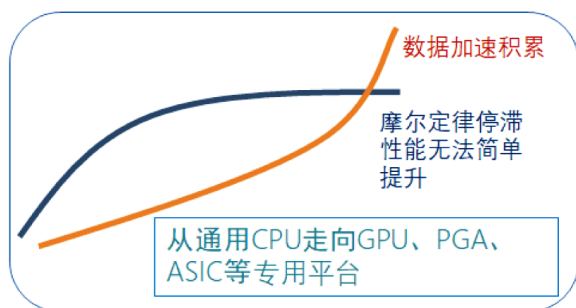 数据加速积累
摩尔定律停滞
性能无法简单
提升
从通用CPU走向GPU、PGA、
ASIC等专用平台